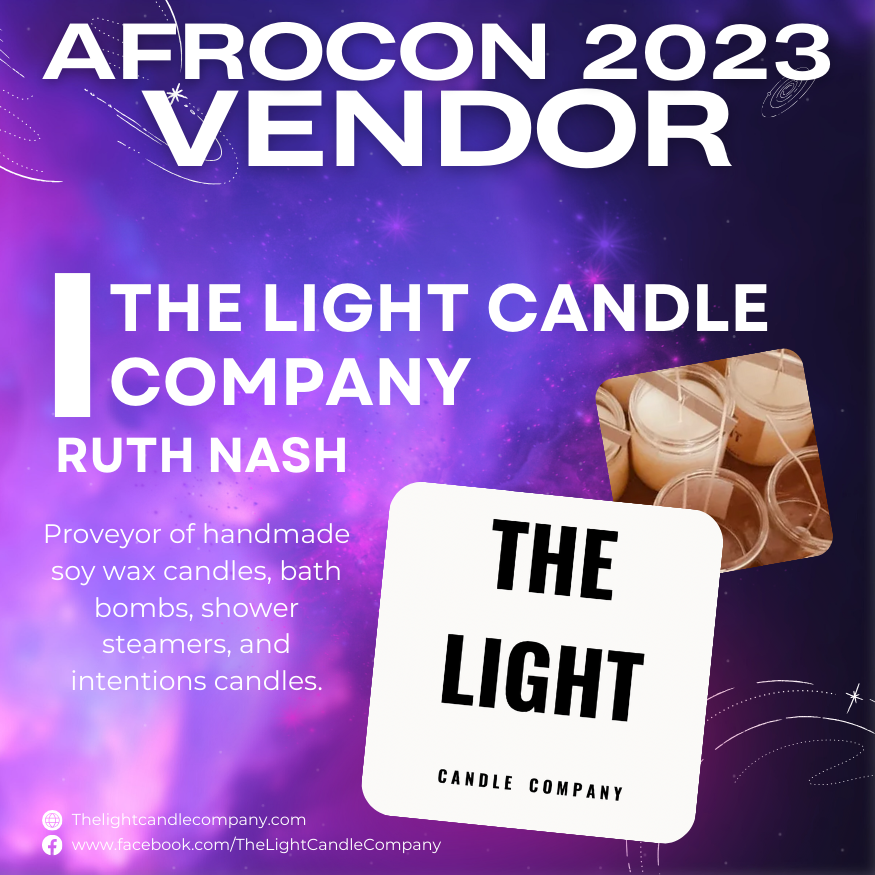 AFROCON 2023
VENDOR
THE LIGHT CANDLE
COMPANY
RUTH NASH
Proveyor of handmade
soy wax candles, bath
bombs, shower
steamers, and
intentions candles.
THE
LIGHT
CANDLE COMPANY
Thelightcandlecompany.com
www.facebook.com/TheLightCandleCompany